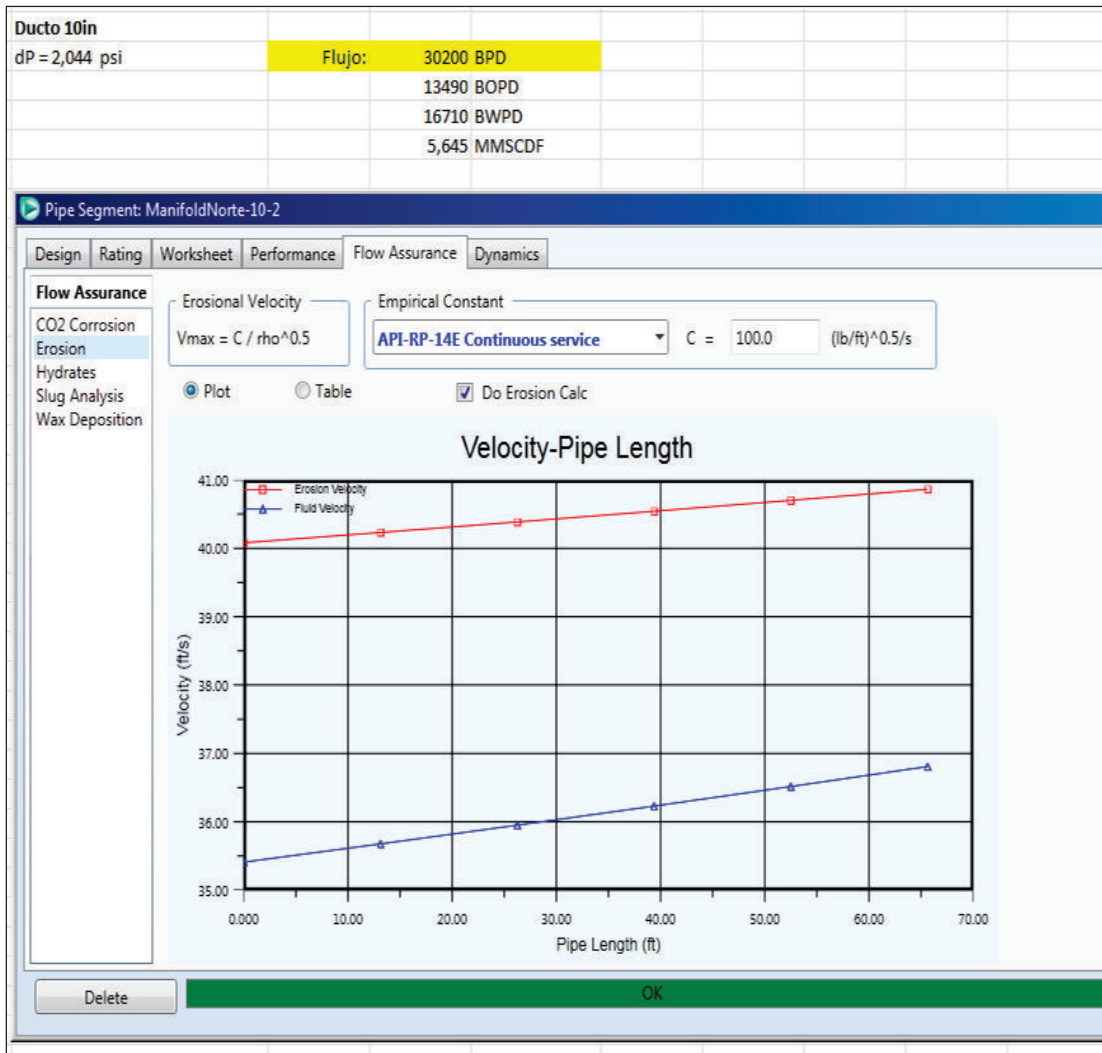 Ducto 10in
dP = 2,044 psi Flujo: 30200 BPD
13490 BOPD
16710 BWPD
5,645 MMSCDF
Pipe Segment: ManifoldNorte-10-2
Design Rating Worksheet Performance Flow Assurance Dynamics
Flow Assurance
CO2 Corrosion
Erosion
Hydrates
Slug Analysis
Wax Deposition
Erosional Velocity
Vmax = C / rho^0.5
Empirical Constant
API-RP-14E Continuous service C = 100.0 (lb/ft)^0.5/s
Plot Table Do Erosion Calc
Velocity-Pipe Length
Erosion Velocity
Fluid Velocity
41.00
40.00
39.00
38.00
37.00
36.00
35.00
Velocity (ft/s)
0.000 10.00 20.00 30.00 40.00 50.00 60.00 70.00
Pipe Length (ft)
Delete OK